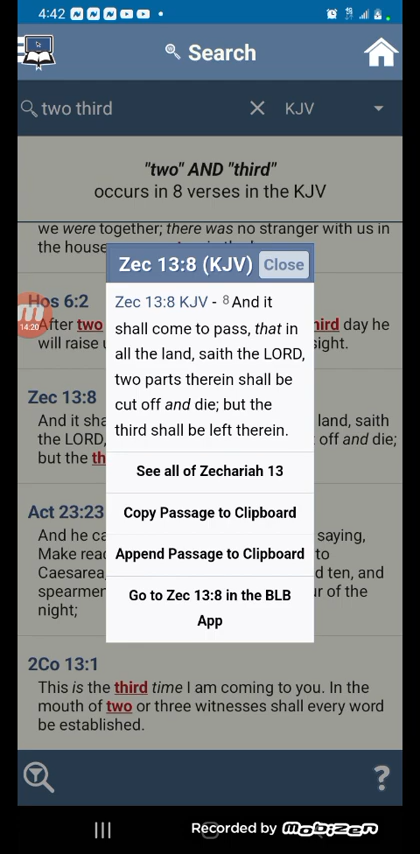 4:42
Search
two third
KJV
"two" AND "third"
occurs in 8 verses in the KJV
we were together; there was no stranger with us in
the house
Zec 13:8 (KJV)
Close
Hos 6:2
After two
third day he
will raise u
sight.
M
14:20
Zec 13:8 KJV - 8 And it
shall come to pass, that in
all the land, saith the LORD,
two parts therein shall be
cut off and die; but the
third shall be left therein.
See all of Zechariah 13
Copy Passage to Clipboard
Append Passage to Clipboard
Go to Zec 13:8 in the BLB
App
Zec 13:8
And it sha
land, saith
the LORD,
off and die;
but the th
Act 23:23
And he ca
saying,
Make read
to
Caesarea,
d ten, and
spearmen
ur of the
night;
2Co 13:1
This is the third time I am coming to you. In the
mouth of two or three witnesses shall every word
be established.
?
Recorded by mobizen